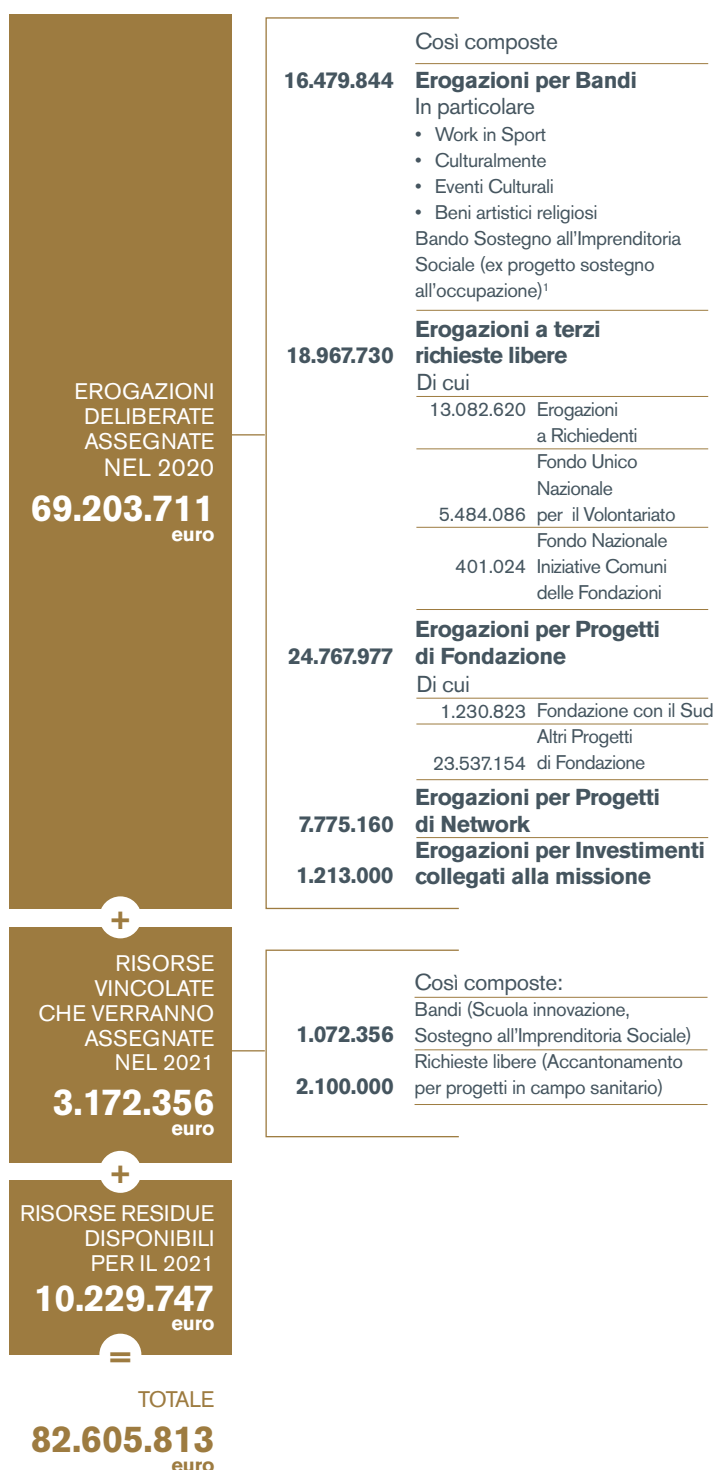 EROGAZIONI
DELIBERATE
ASSEGNATE
NEL 2020
69.203.711
euro
Così composte
16.479.844 Erogazioni per Bandi
In particolare
• Work in Sport
• Culturalmente
• Eventi Culturali
• Beni artistici religiosi
Bando Sostegno all'Imprenditoria
Sociale (ex progetto sostegno
all'occupazione)¹
Erogazioni a terzi
18.967.730 richieste libere
Di cui
13.082.620 Erogazioni
a Richiedenti
Fondo Unico
Nazionale
5.484.086 per il Volontariato
Fondo Nazionale
401.024 Iniziative Comuni
delle Fondazioni
Erogazioni per Progetti
24.767.977 di Fondazione
Di cui
1.230.823 Fondazione con il Sud
Altri Progetti
23.537.154 di Fondazione
Erogazioni per Progetti
7.775.160 di Network
Erogazioni per Investimenti
1.213.000 collegati alla missione
+
RISORSE
VINCOLATE
CHE VERRANNO
ASSEGNATE
NEL 2021
3.172.356
euro
Così composte:
Bandi (Scuola innovazione,
1.072.356 Sostegno all'Imprenditoria Sociale)
Richieste libere (Accantonamento
2.100.000 per progetti in campo sanitario)
+
RISORSE RESIDUE
DISPONIBILI
PER IL 2021
10.229.747
euro
=
TOTALE
82.605.813
euro